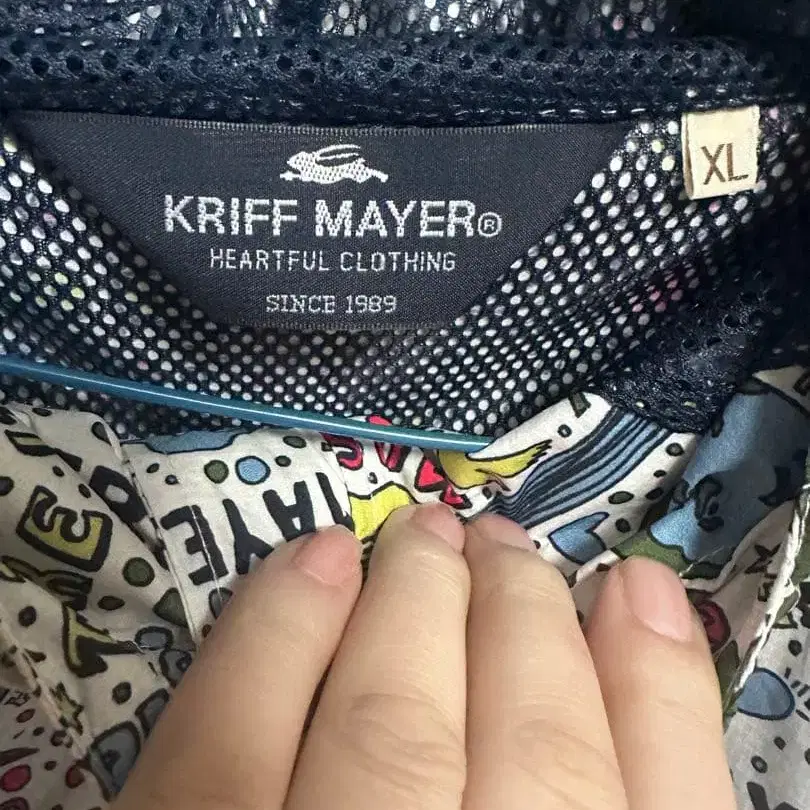 KRIFF MAYER®
HEARTFUL CLOTHING
SINCE 1989
XL